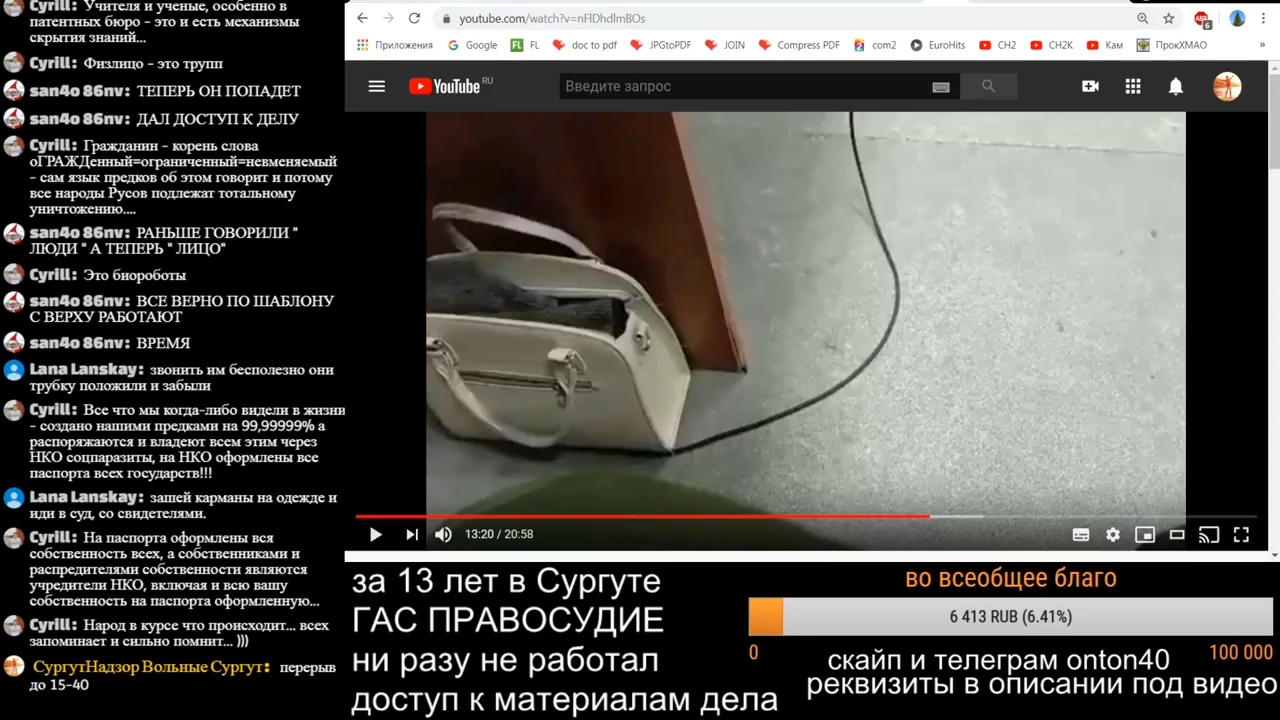 Cyrill: Учителя и ученые, особенно в
патентных бюро - это и есть механизмы
скрытия знаний...
Cyrill: Физлицо - это трупп
san4o 86nv: ТЕПЕРЬ ОН ПОПАДЕТ
san4o 86nv: ДАЛ ДОСТУП К ДЕЛУ
Cyrill: Гражданин - корень слова
оГРАЖДенный=ограниченный=невменяемый
- сам язык предков об этом говорит и потому
все народы Русов подлежат тотальному
уничтожению....
san4o 86nv: РАНЬШЕ ГОВОРИЛИ "
ЛЮДИ " А ТЕПЕРЬ " ЛИЦО"
Cyrill: Это биороботы
san4o 86nv: ВСЕ ВЕРНО ПО ШАБЛОНУ
С ВЕРХУ РАБОТАЮТ
san4o 86nv: ВРЕМЯ
Lana Lanskay: звонить им бесполезно они
трубку положили и забыли
Cyrill: Все что мы когда-либо видели в жизни
- создано нашими предками на 99,99999% а
распоряжаются и владеют всем этим через
НКО соцпаразиты, на НКО оформлены все
паспорта всех государств!!!
Lana Lanskay: зашей карманы на одежде и
иди в суд, со свидетелями.
Cyrill: На паспорта оформлены вся
собственность всех, а собственниками и
распредителями собственности являются
учредители НКО, включая и всю вашу
собственность на паспорта оформленную...
Cyrill: Народ в курсе что происходит... всех
запоминает и сильно помнит... )))
СургутНадзор Вольные Сургут: перерыв
до 15-40
youtube.com/watch?v=nFlDhdlmBOs
ABP
6
Приложения
Google
FL FL
doc to pdf
JPGtoPDF
JOIN
Compress PDF
com2
EuroHits
CH2
CH2K
Кам
ПрокХМАО
»
YouTube RU
Введите запрос
13:20 / 20:58
за 13 лет в Сургуте
ГАС ПРАВОСУДИЕ
ни разу не работал
доступ к материалам дела
во всеобщее благо
6 413 RUB (6.41%)
0
100 000
скайп и телеграм onton40
реквизиты в описании под видео